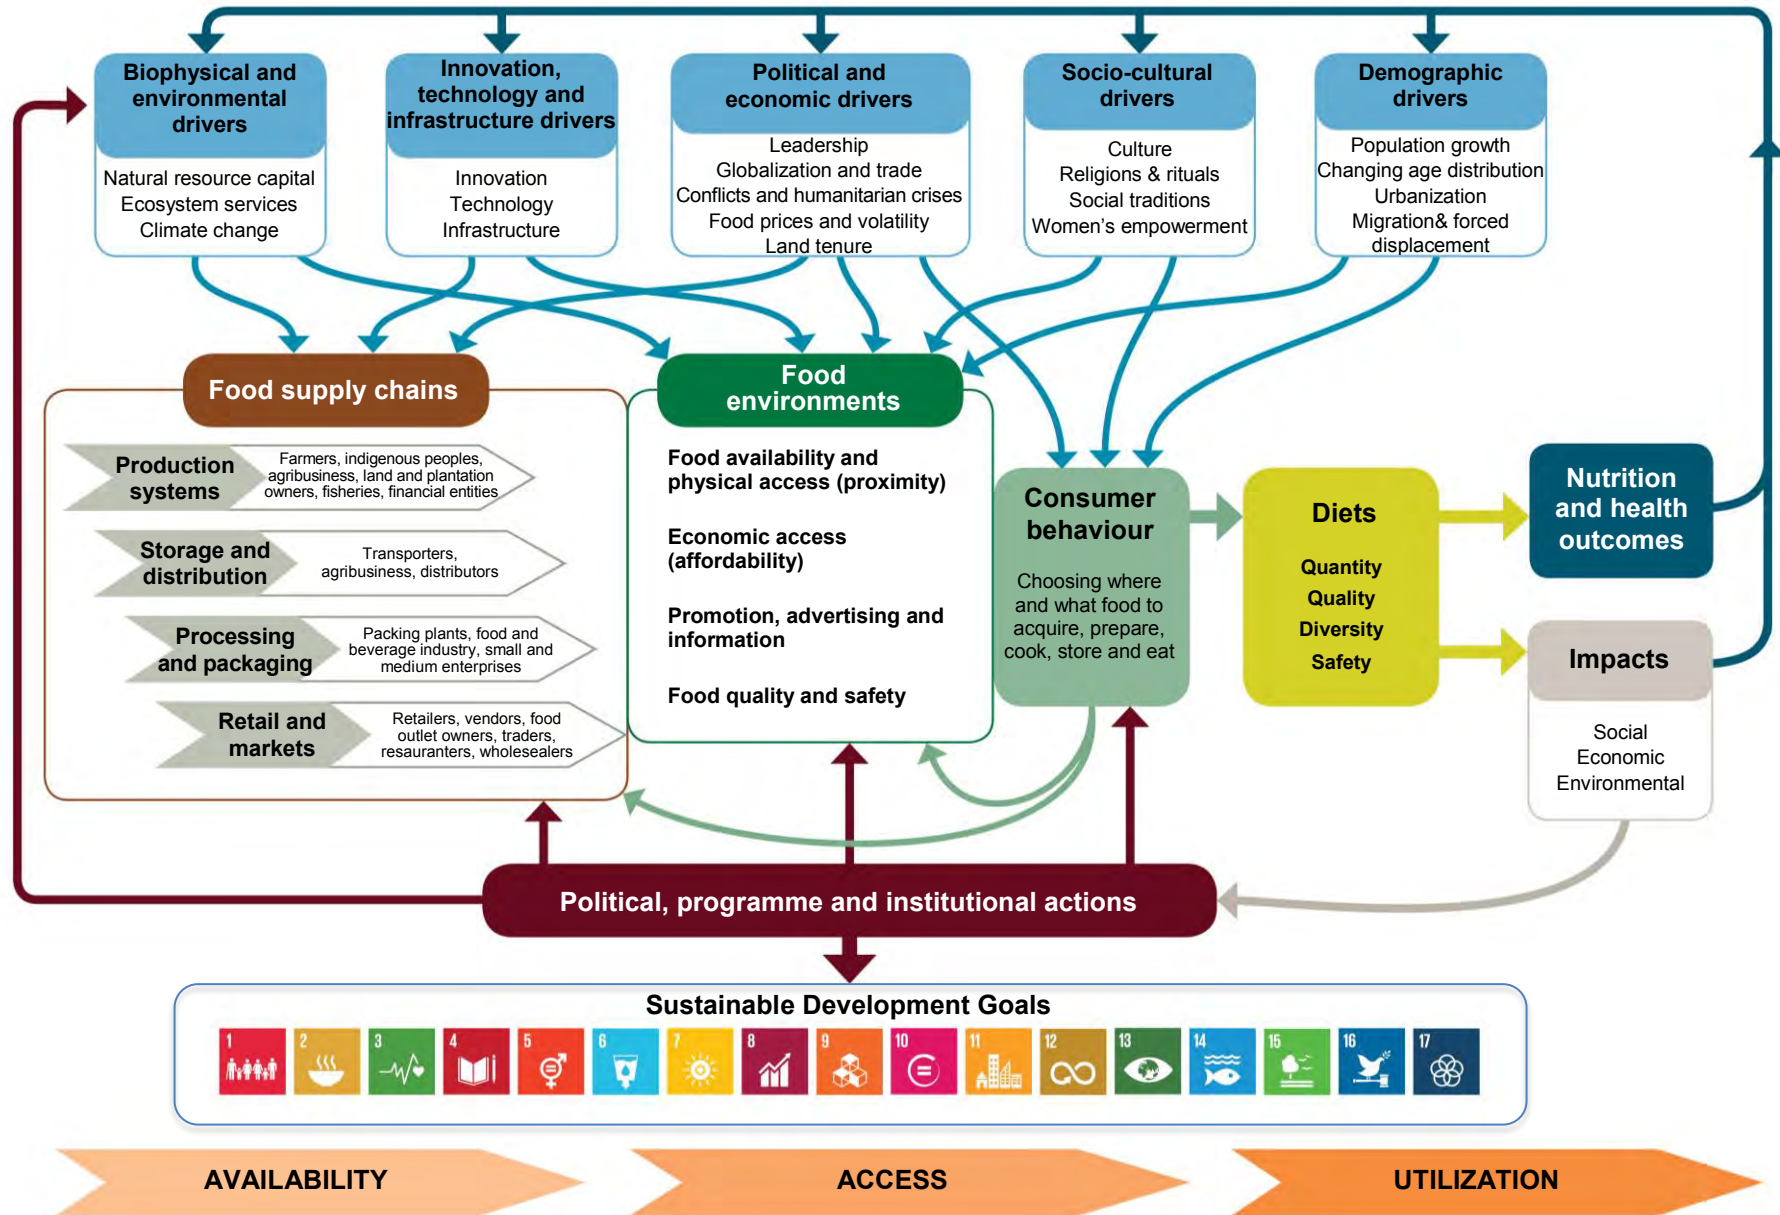 Biophysical and
environmental
drivers
Natural resource capital
Ecosystem services
Climate change
Innovation,
technology and
infrastructure drivers
Innovation
Technology
Infrastructure
Political and
economic drivers
Leadership
Globalization and trade
Conflicts and humanitarian crises
Food prices and volatility
Land tenure
Socio-cultural
drivers
Culture
Religions & rituals
Social traditions
Women’s empowerment
Demographic
drivers
Population growth
Changing age distribution
Urbanization
Migration& forced
displacement
Food supply chains
Production
systems
Farmers, indigenous peoples,
agribusiness, land and plantation
owners, fisheries, financial entities
Storage and
distribution
Transporters,
agribusiness, distributors
Processing
and packaging
Packing plants, food and
beverage industry, small and
medium enterprises
Retail and
markets
Retailers, vendors, food
outlet owners, traders,
resauranters, wholesealers
Food
environments
Food availability and
physical access (proximity)
Economic access
(affordability)
Promotion, advertising and
information
Food quality and safety
Consumer
behaviour
Choosing where
and what food to
acquire, prepare,
cook, store and eat
Diets
Quantity
Quality
Diversity
Safety
Nutrition
and health
outcomes
Impacts
Social
Economic
Environmental
Political, programme and institutional actions
Sustainable Development Goals
1
2
3
4
5
6
7
8
9
10
11
12
13
14
15
16
17
AVAILABILITY
ACCESS
UTILIZATION